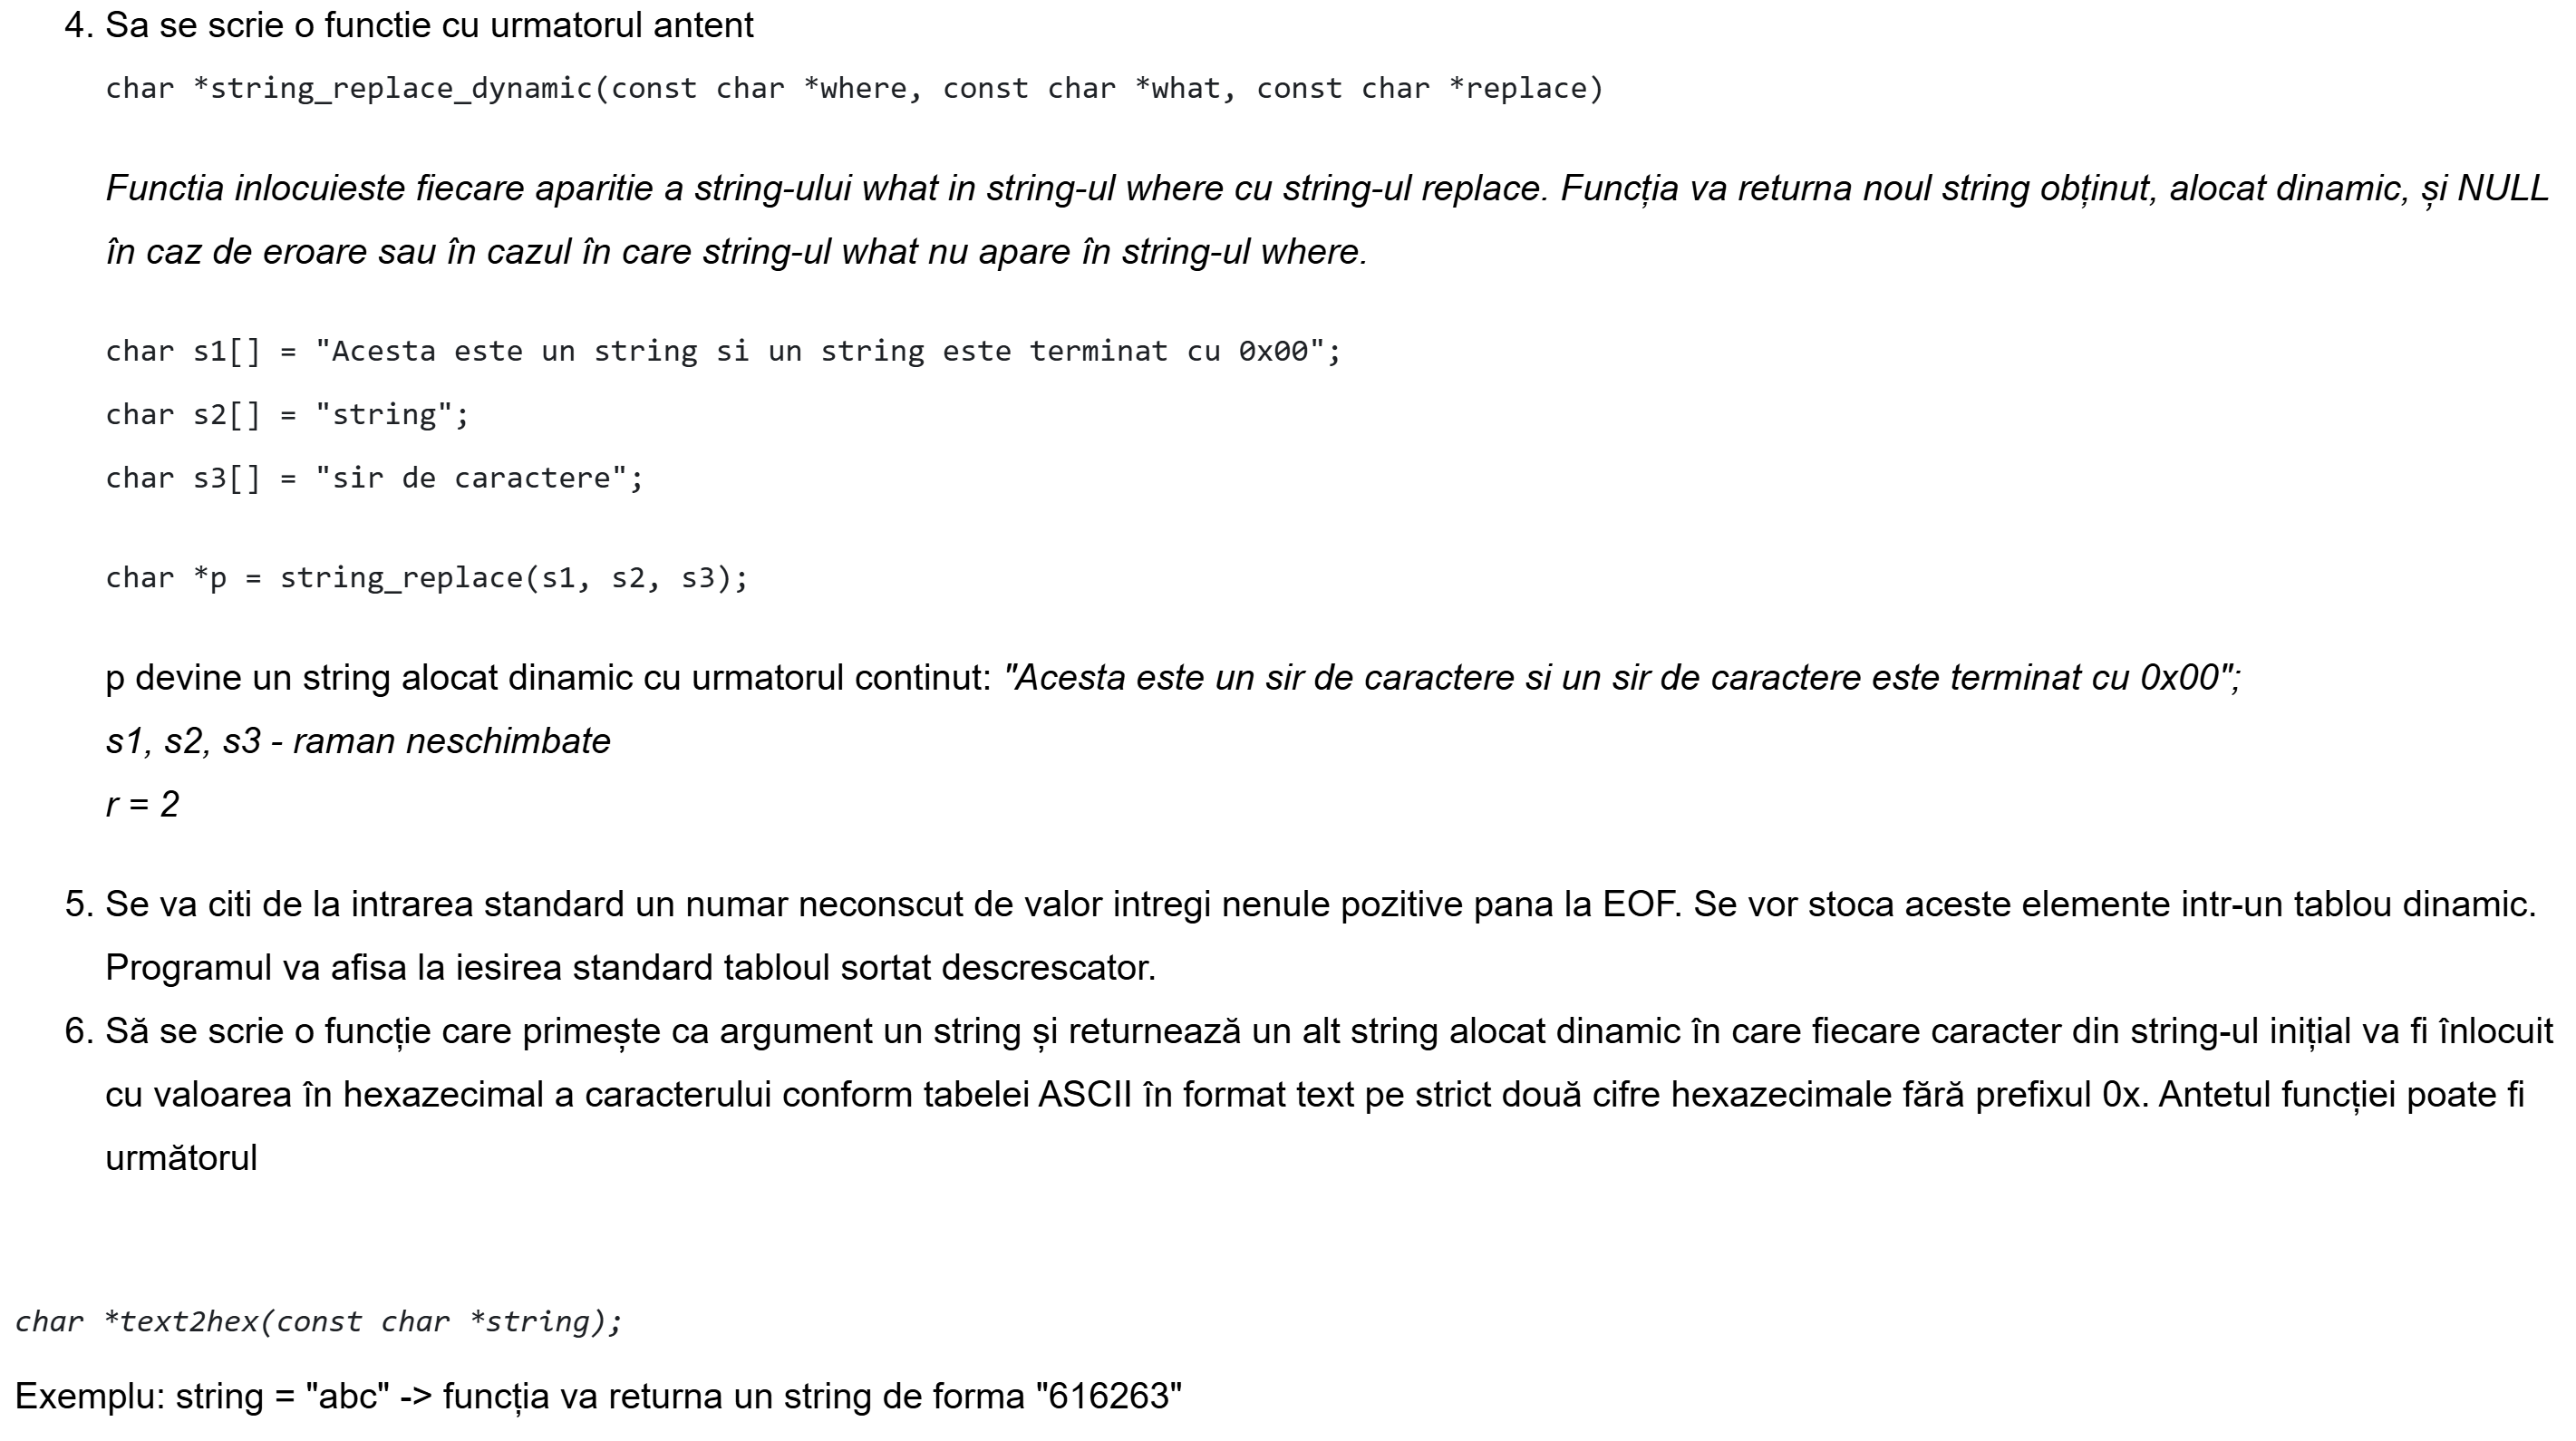 4. Sa se scrie o functie cu urmatorul antent
char *string_replace_dynamic(const char *where, const char *what, const char *replace)
Functia inlocuieste fiecare aparitie a string-ului what in string-ul where cu string-ul replace. Funcția va returna noul string obținut, alocat dinamic, și NULL
în caz de eroare sau în cazul în care string-ul what nu apare în string-ul where.
char s1[] = "Acesta este un string si un string este terminat cu 0x00";
char s2[] = "string";
char s3[] = "sir de caractere";
char *p = string_replace(s1, s2, s3);
p devine un string alocat dinamic cu urmatorul continut: "Acesta este un sir de caractere si un sir de caractere este terminat cu 0x00";
s1, s2, s3 - raman neschimbate
r = 2
5. Se va citi de la intrarea standard un numar neconscut de valor intregi nenule pozitive pana la EOF. Se vor stoca aceste elemente intr-un tablou dinamic.
Programul va afisa la iesirea standard tabloul sortat descrescator.
6. Să se scrie o funcție care primește ca argument un string și returnează un alt string alocat dinamic în care fiecare caracter din string-ul inițial va fi înlocuit
cu valoarea în hexazecimal a caracterului conform tabelei ASCII în format text pe strict două cifre hexazecimale fără prefixul 0x. Antetul funcției poate fi
următorul
char *text2hex(const char *string);
Exemplu: string = "abc" -> funcția va returna un string de forma "616263"